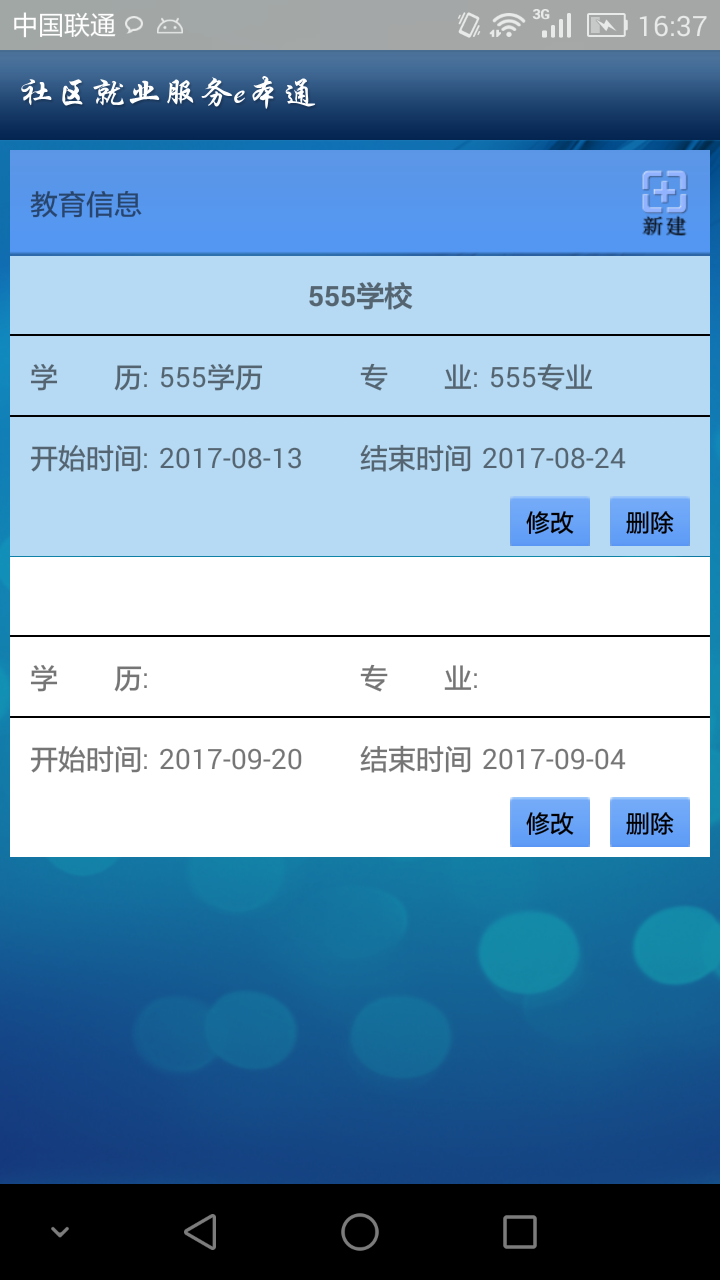 中国联通 3G 16:37
社区就业服务e本通
教育信息
新建
555学校
学 历: 555学历 专 业: 555专业
开始时间: 2017-08-13 结束时间 2017-08-24
修改 删除
学 历: 专 业:
开始时间: 2017-09-20 结束时间 2017-09-04
修改 删除